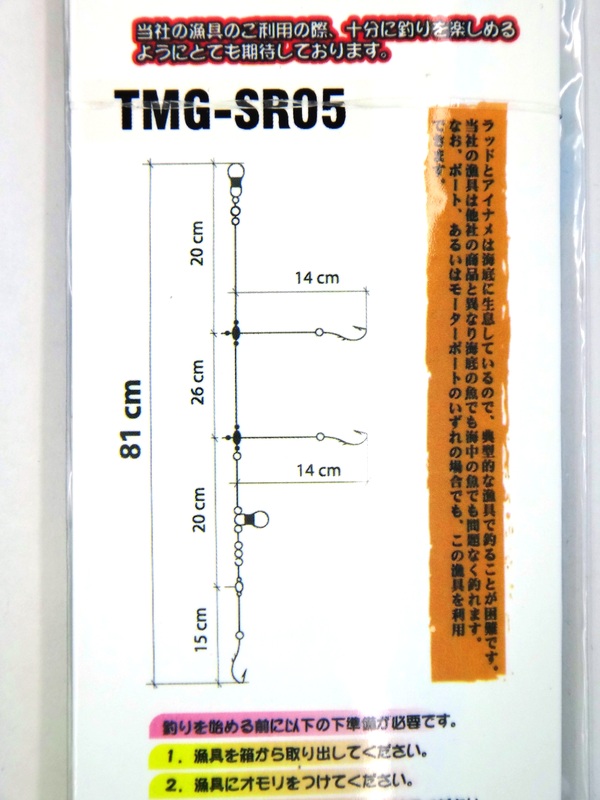 当社の漁具のご利用の際、十分に釣りを楽しめる
ようにとても期待しております。
TMG-SR05
ラッドとアイナメは海底に生息しているので、典型的な漁具で釣ることが困難です。
当社の漁具は他社の商品と異なり海底の魚でも海中の魚でも問題なく釣れます。
なお、ボート、あるいはモーターボートのいずれの場合でも、この漁具を利用
できます。
20 cm
14 cm
26 cm
81 cm
14 cm
20 cm
15 cm
釣りを始める前に以下の下準備が必要です。
1. 漁具を箱から取り出してください。
2. 漁具にオモリをつけてください。